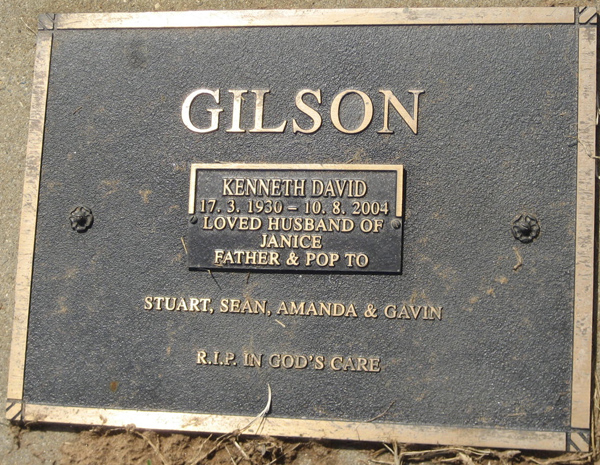 GILSON
KENNETH DAVID
17. 3. 1930 – 10. 8. 2004
LOVED HUSBAND OF
JANICE
FATHER & POP TO
STUART, SEAN, AMANDA & GAVIN
R.I.P. IN GOD'S CARE